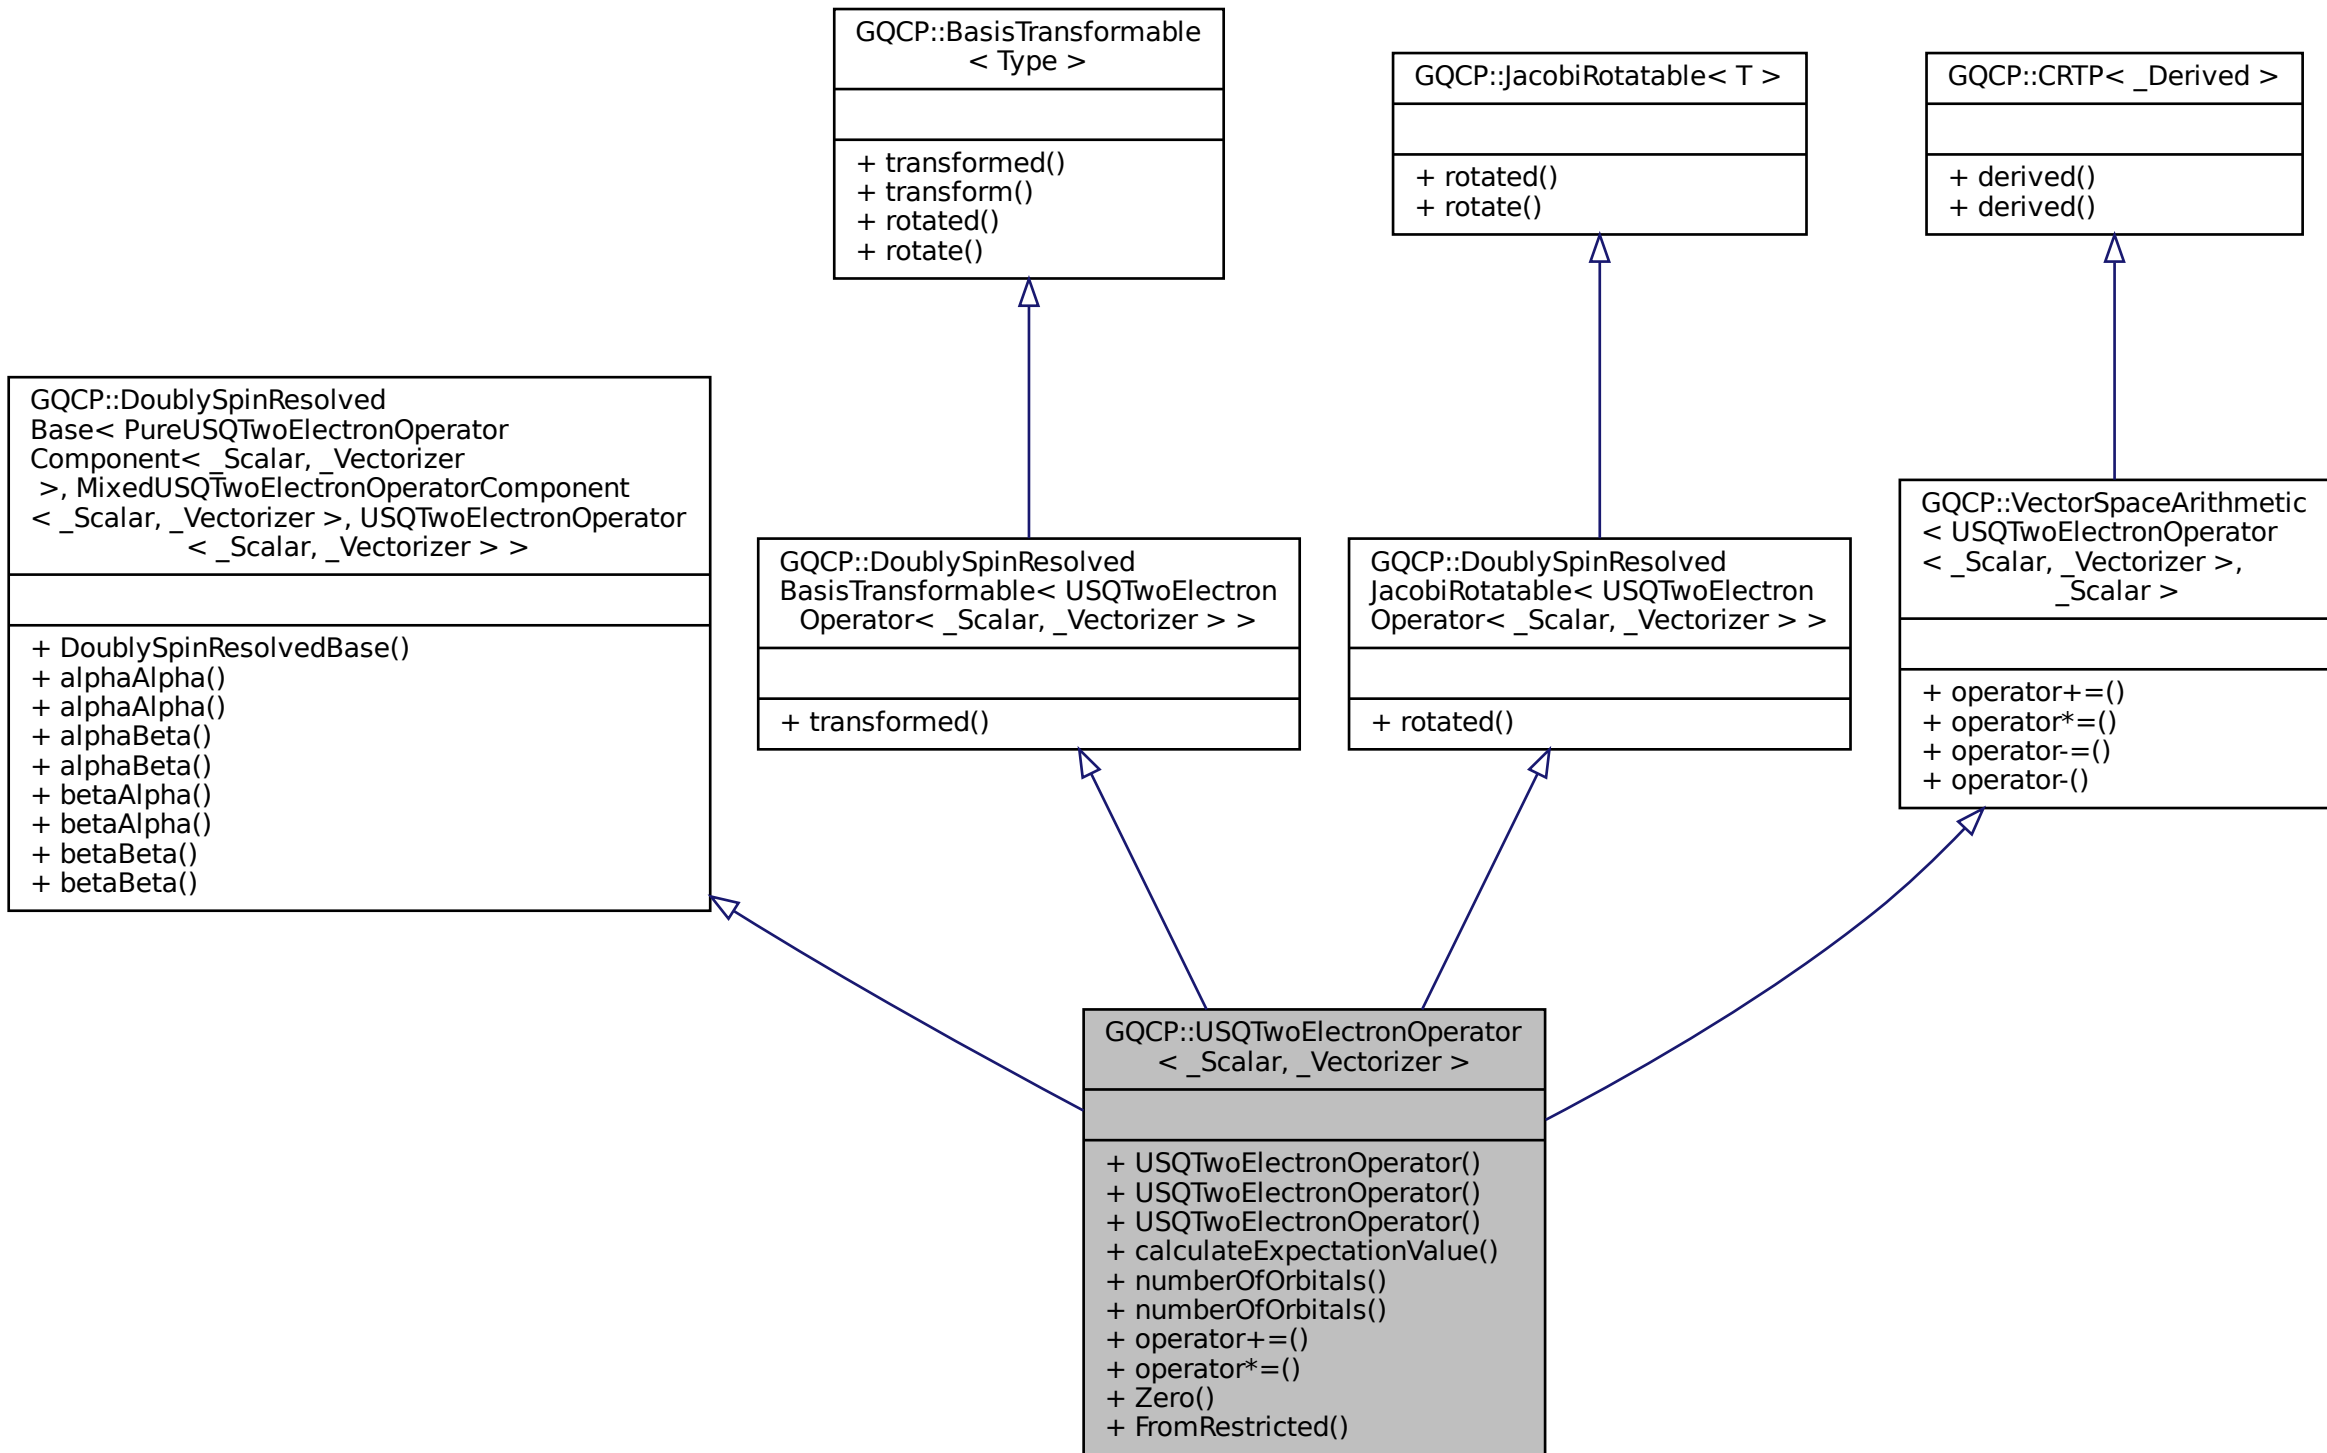 GQCP::BasisTransformable
< Type >
+ transformed()
+ transform()
+ rotated()
+ rotate()
GQCP::JacobiRotatable< T >
+ rotated()
+ rotate()
GQCP::CRTP< _Derived >
+ derived()
+ derived()
GQCP::DoublySpinResolved
Base< PureUSQTwoElectronOperator
Component< _Scalar, _Vectorizer
>, MixedUSQTwoElectronOperatorComponent
< _Scalar, _Vectorizer >, USQTwoElectronOperator
< _Scalar, _Vectorizer > >
+ DoublySpinResolvedBase()
+ alphaAlpha()
+ alphaAlpha()
+ alphaBeta()
+ alphaBeta()
+ betaAlpha()
+ betaAlpha()
+ betaBeta()
+ betaBeta()
GQCP::DoublySpinResolved
BasisTransformable< USQTwoElectron
Operator< _Scalar, _Vectorizer > >
+ transformed()
GQCP::DoublySpinResolved
JacobiRotatable< USQTwoElectron
Operator< _Scalar, _Vectorizer > >
+ rotated()
GQCP::VectorSpaceArithmetic
< USQTwoElectronOperator
< _Scalar, _Vectorizer >,
_Scalar >
+ operator+=()
+ operator*=()
+ operator-=()
+ operator-()
GQCP::USQTwoElectronOperator
< _Scalar, _Vectorizer >
+ USQTwoElectronOperator()
+ USQTwoElectronOperator()
+ USQTwoElectronOperator()
+ calculateExpectationValue()
+ numberOfOrbitals()
+ numberOfOrbitals()
+ operator+=()
+ operator*=()
+ Zero()
+ FromRestricted()